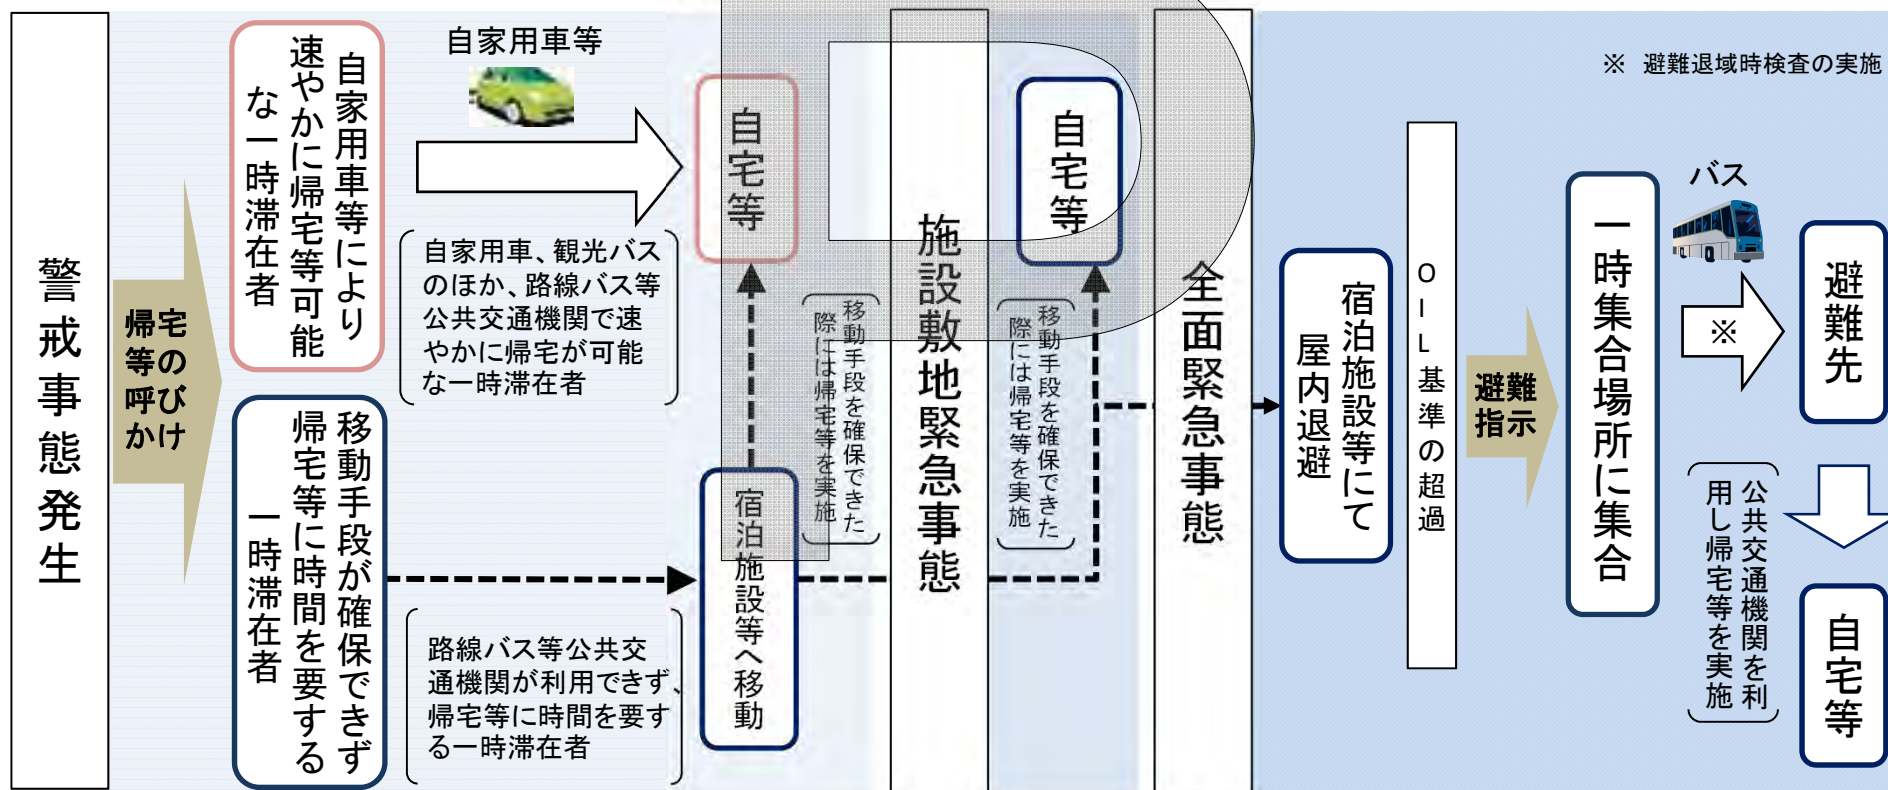 警戒事態発生
帰宅
等の
呼び
かけ
自家用車等により
速やかに帰宅等可能
な一時滞在者
移動手段が確保できず
帰宅等に時間を要する
一時滞在者
自家用車等
自家用車、観光バス
のほか、路線バス等
公共交通機関で速
やかに帰宅が可能
な一時滞在者
路線バス等公共交
通機関が利用できず、
帰宅等に時間を要す
る一時滞在者
自宅等
宿泊施設等へ移動
移動手段を確保できた
際には帰宅等を実施
施設敷地緊急事態
自宅等
移動手段を確保できた
際には帰宅等を実施
全面緊急事態
宿泊施設等にて
屋内退避
OIL基準の超過
避難
指示
一時集合場所に集合
※ 避難退域時検査の実施
バス
※
避難先
公共交通機関を利
用し帰宅等を実施
自宅等